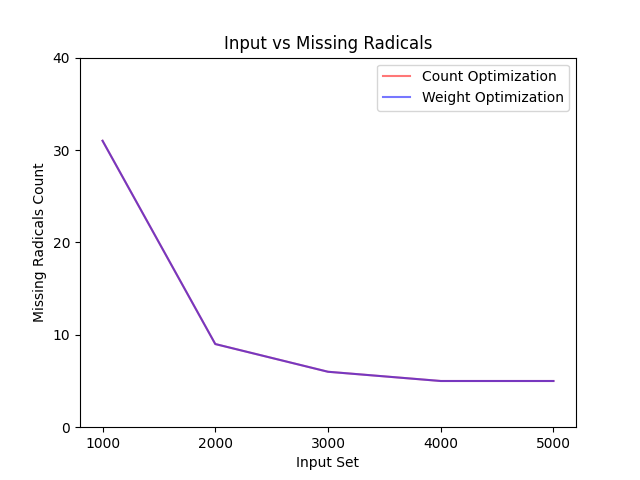 Input vs Missing Radicals
Count Optimization
Weight Optimization
Missing Radicals Count
40
30
20
10
0
1000 2000 3000 4000 5000
Input Set